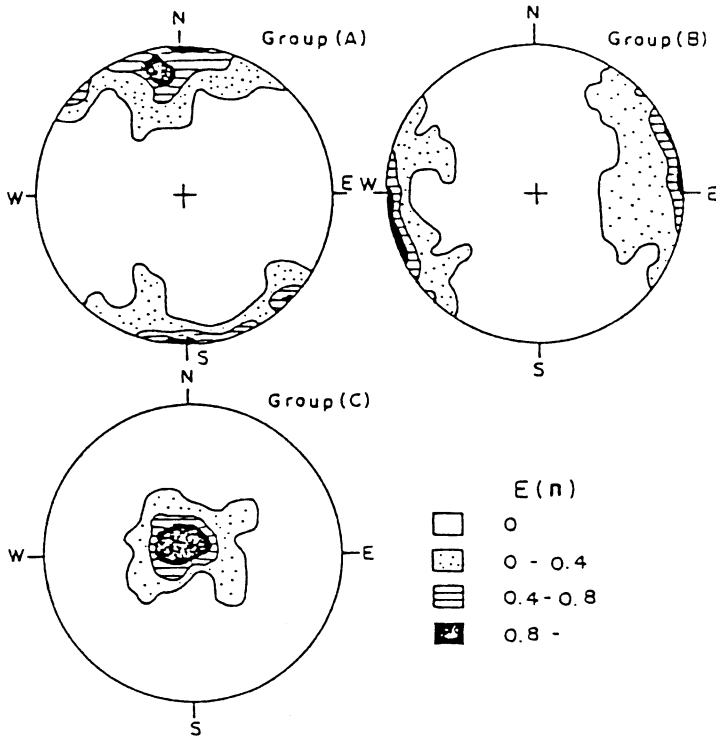 N
Group(A)
W
E
S
N
Group(B)
W
E
S
N
Group(C)
W
E
S
E(n)
0
0 - 0.4
0.4 - 0.8
0.8 -